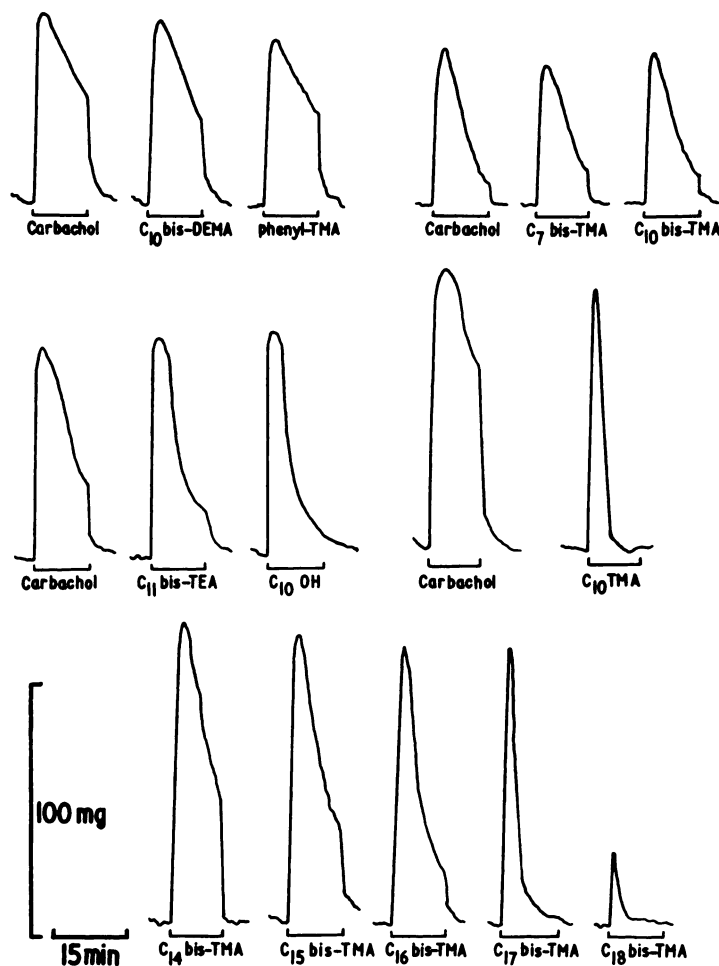 Carbachol
C10 bis-DEMA
phenyl-TMA
Carbachol
C7 bis-TMA
C10 bis-TMA
Carbachol
C11 bis-TEA
C10 OH
Carbachol
C10 TMA
100 mg
15 min
C14 bis-TMA
C15 bis-TMA
C16 bis-TMA
C17 bis-TMA
C18 bis-TMA